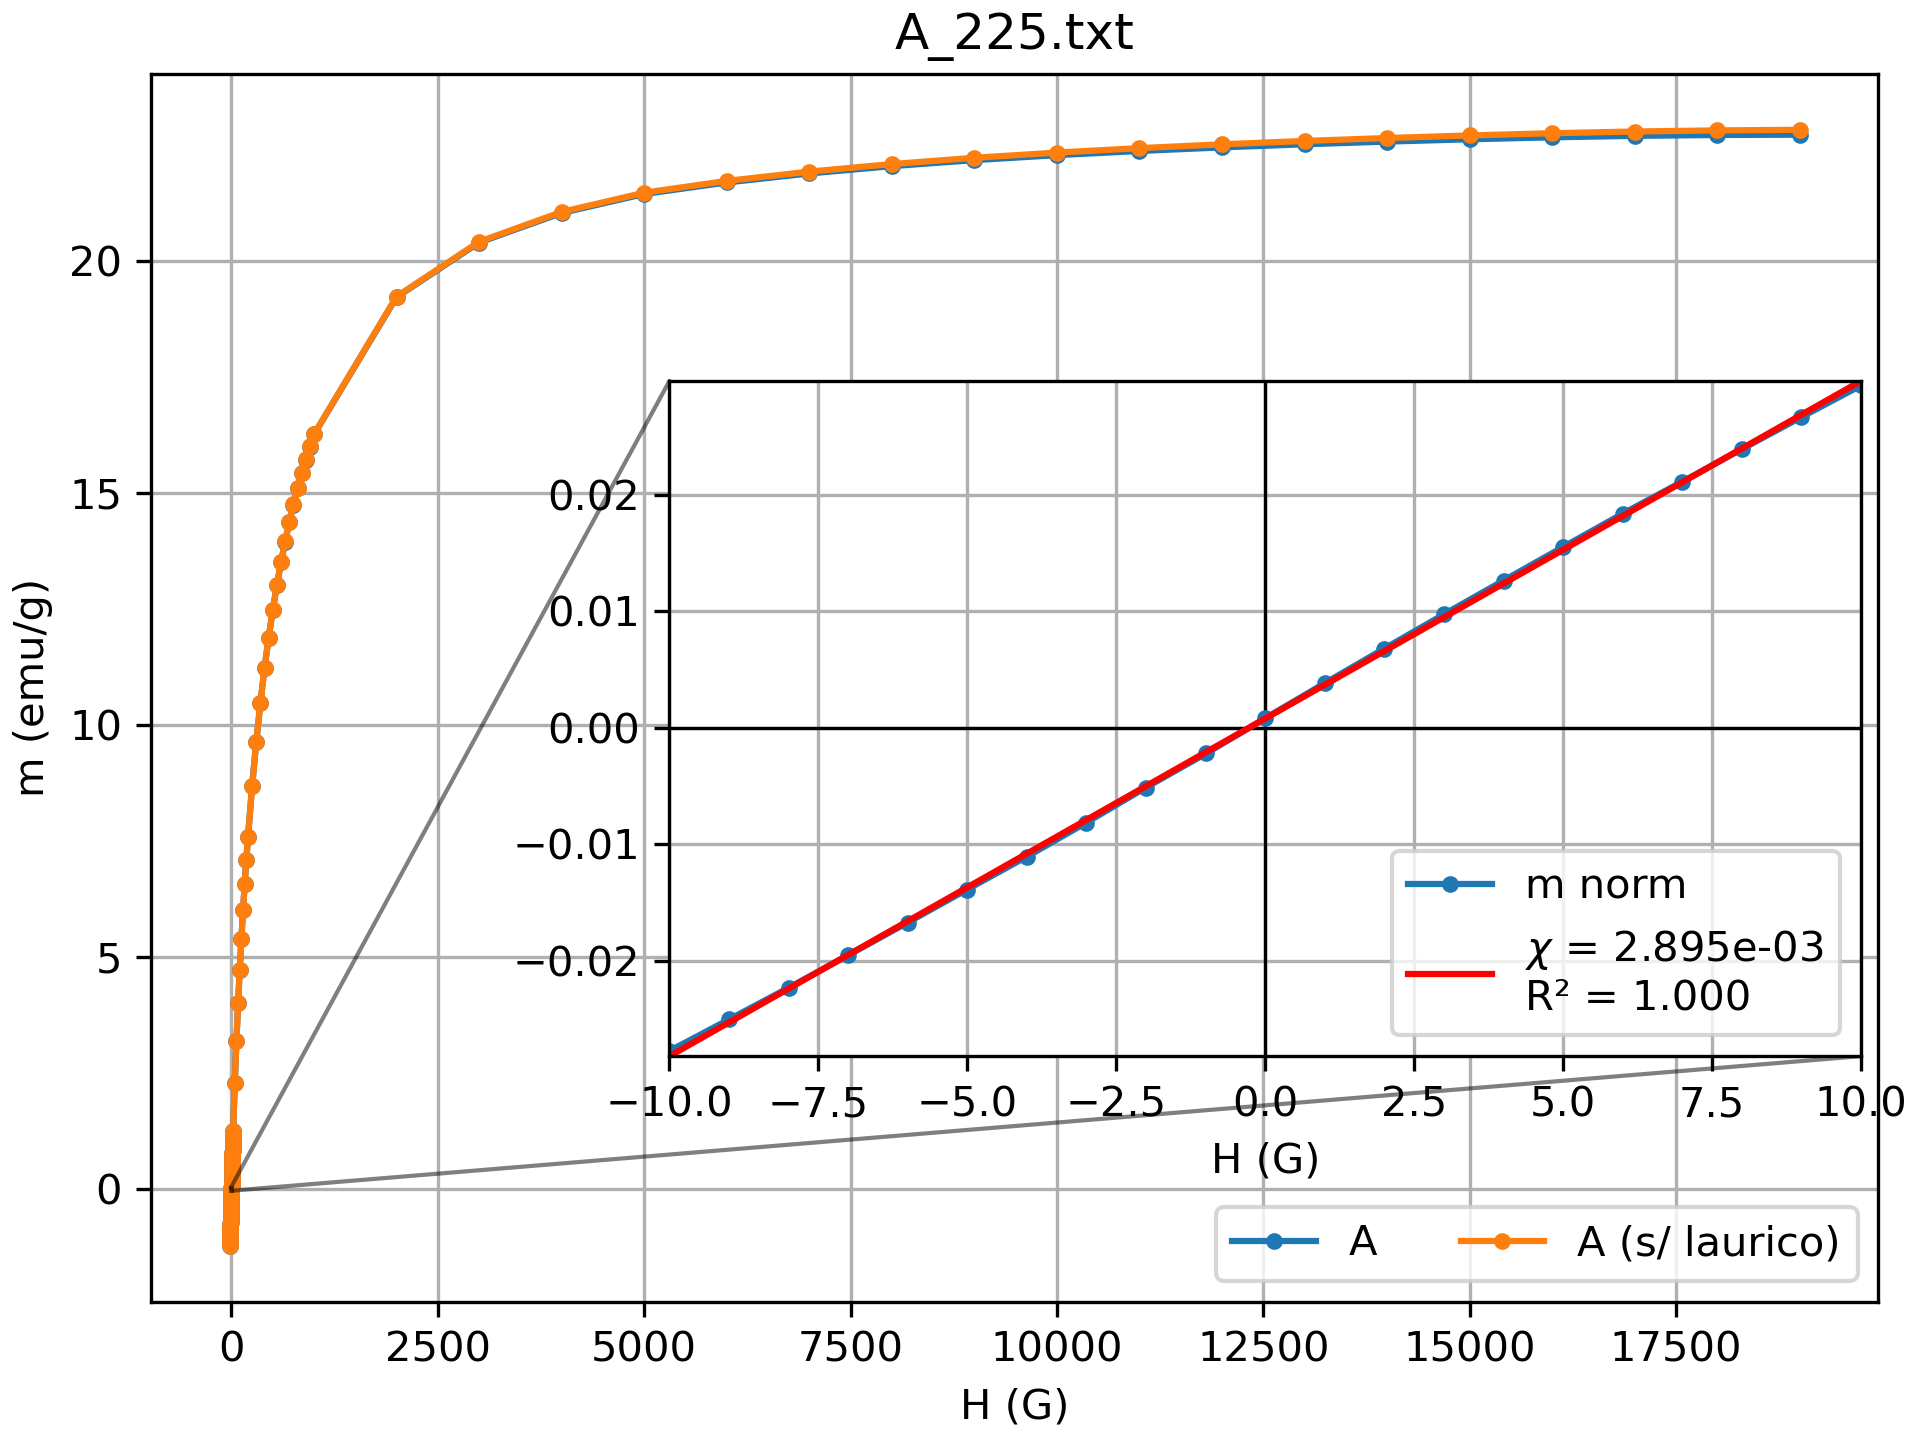 A_225.txt
m (emu/g)
20
15
10
5
0
0.02
0.01
0.00
−0.01
−0.02
m norm
χ = 2.895e-03
R² = 1.000
−10.0 −7.5 −5.0 −2.5 0.0 2.5 5.0 7.5 10.0
H (G)
A A (s/ laurico)
0 2500 5000 7500 10000 12500 15000 17500
H (G)